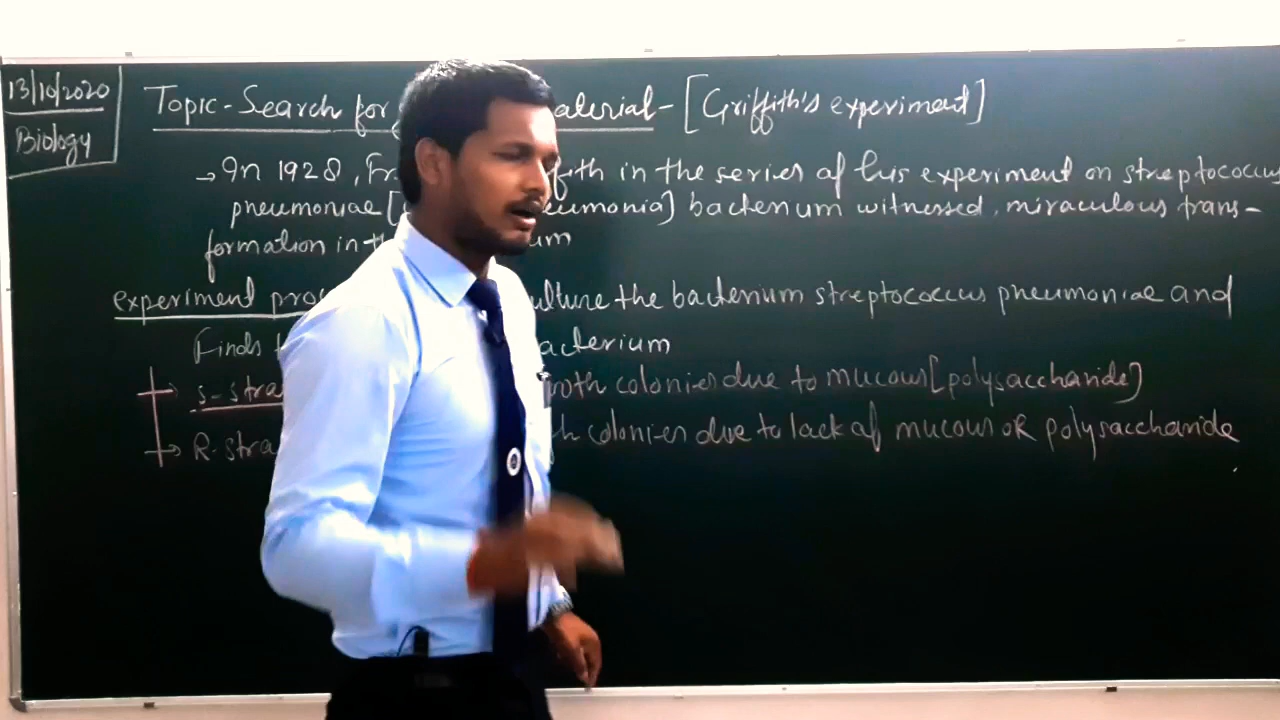 13/10/2020
Biology
Topic-Search for aterial-[Griffith's experiment]
→ In 1928, Fr fith in the series of his experiment on streptococcus
pneumoniae [ eumonia] bacterium witnessed, miraculous trans-
formation in th um
experiment pro ulture the bacterium streptococcus pneumoniae and
Finds t acterium
→ S-stra ooth colonies due to mucous[polysaccharide]
→ R-stra h colonies due to lack of mucous OR polysaccharide